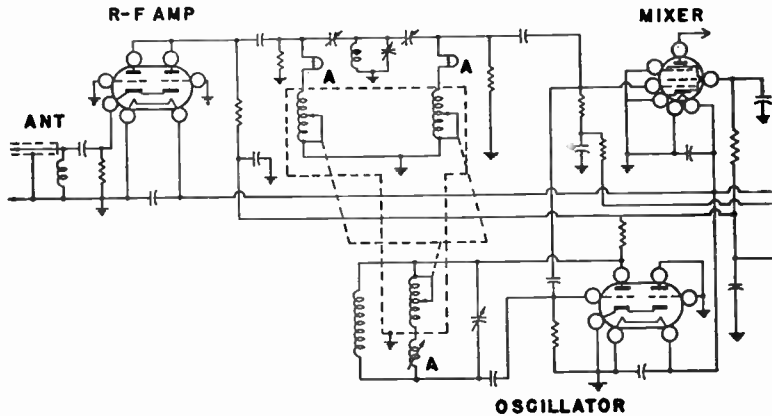 R-F AMP
MIXER
A
A
ANT
A
OSCILLATOR